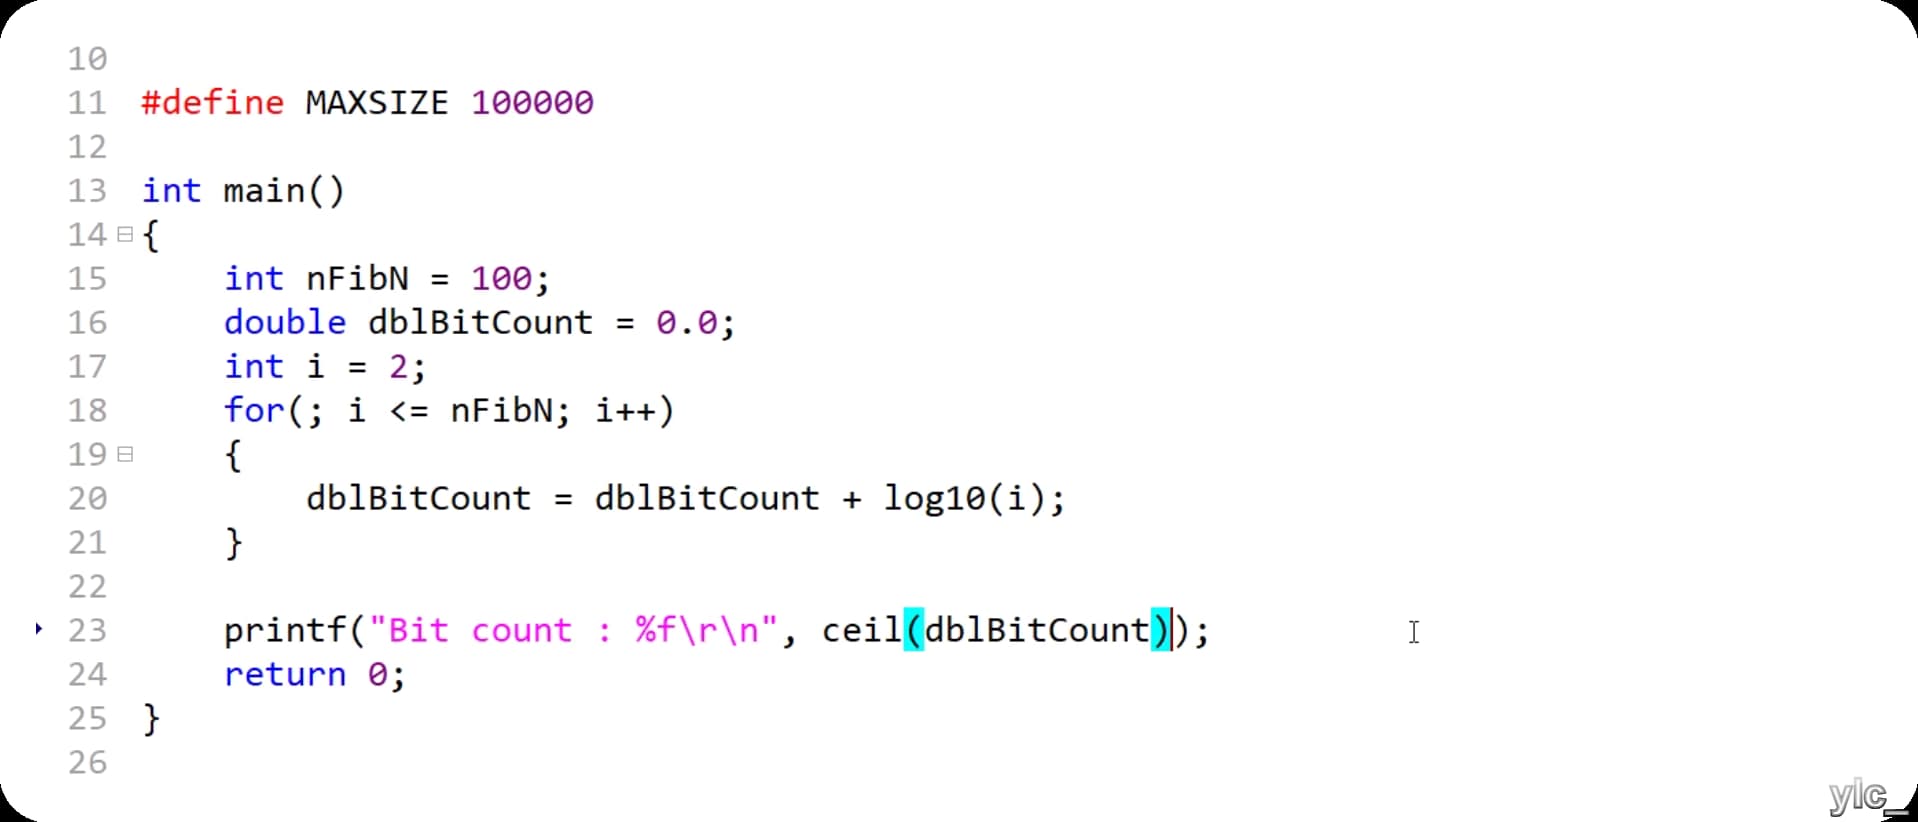 10
11 #define MAXSIZE 100000
12
13 int main()
14 {
15     int nFibN = 100;
16     double dblBitCount = 0.0;
17     int i = 2;
18     for(; i <= nFibN; i++)
19     {
20         dblBitCount = dblBitCount + log10(i);
21     }
22
23     printf("Bit count : %f\r\n", ceil(dblBitCount));
24     return 0;
25 }
26
ylc_